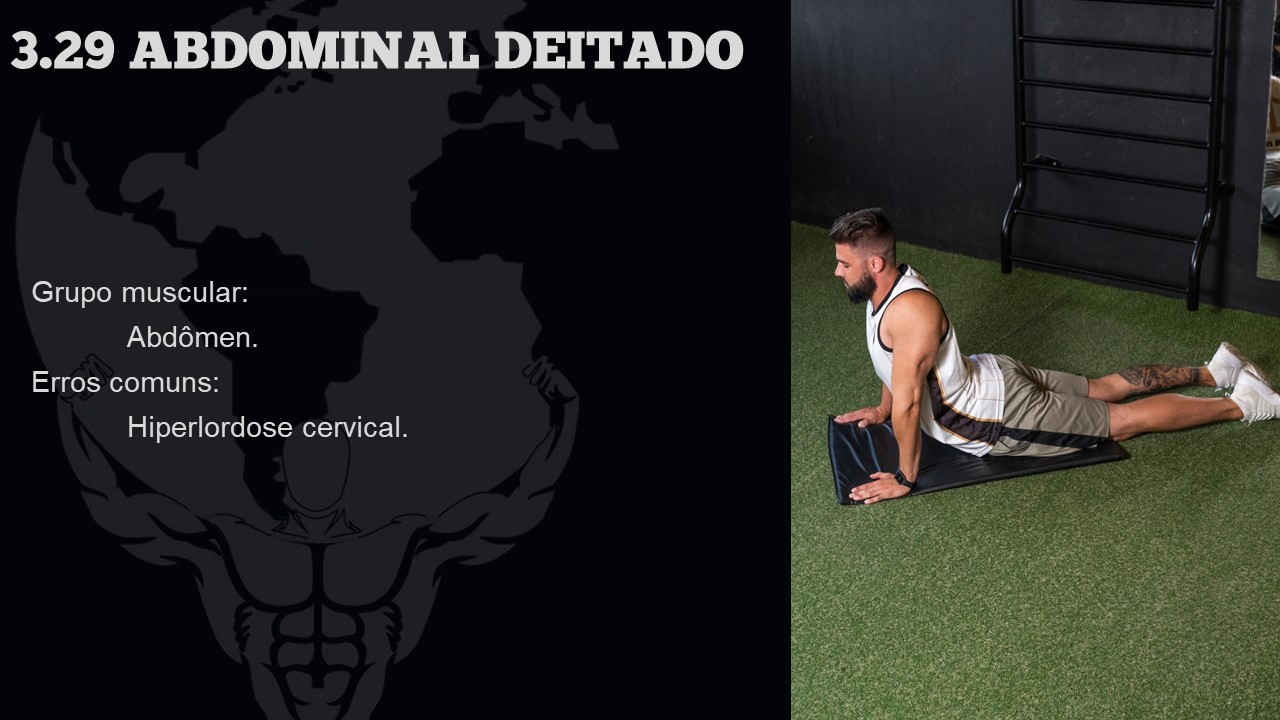 3.29 ABDOMINAL DEITADO
Grupo muscular:
Abdômen.
Erros comuns:
Hiperlordose cervical.